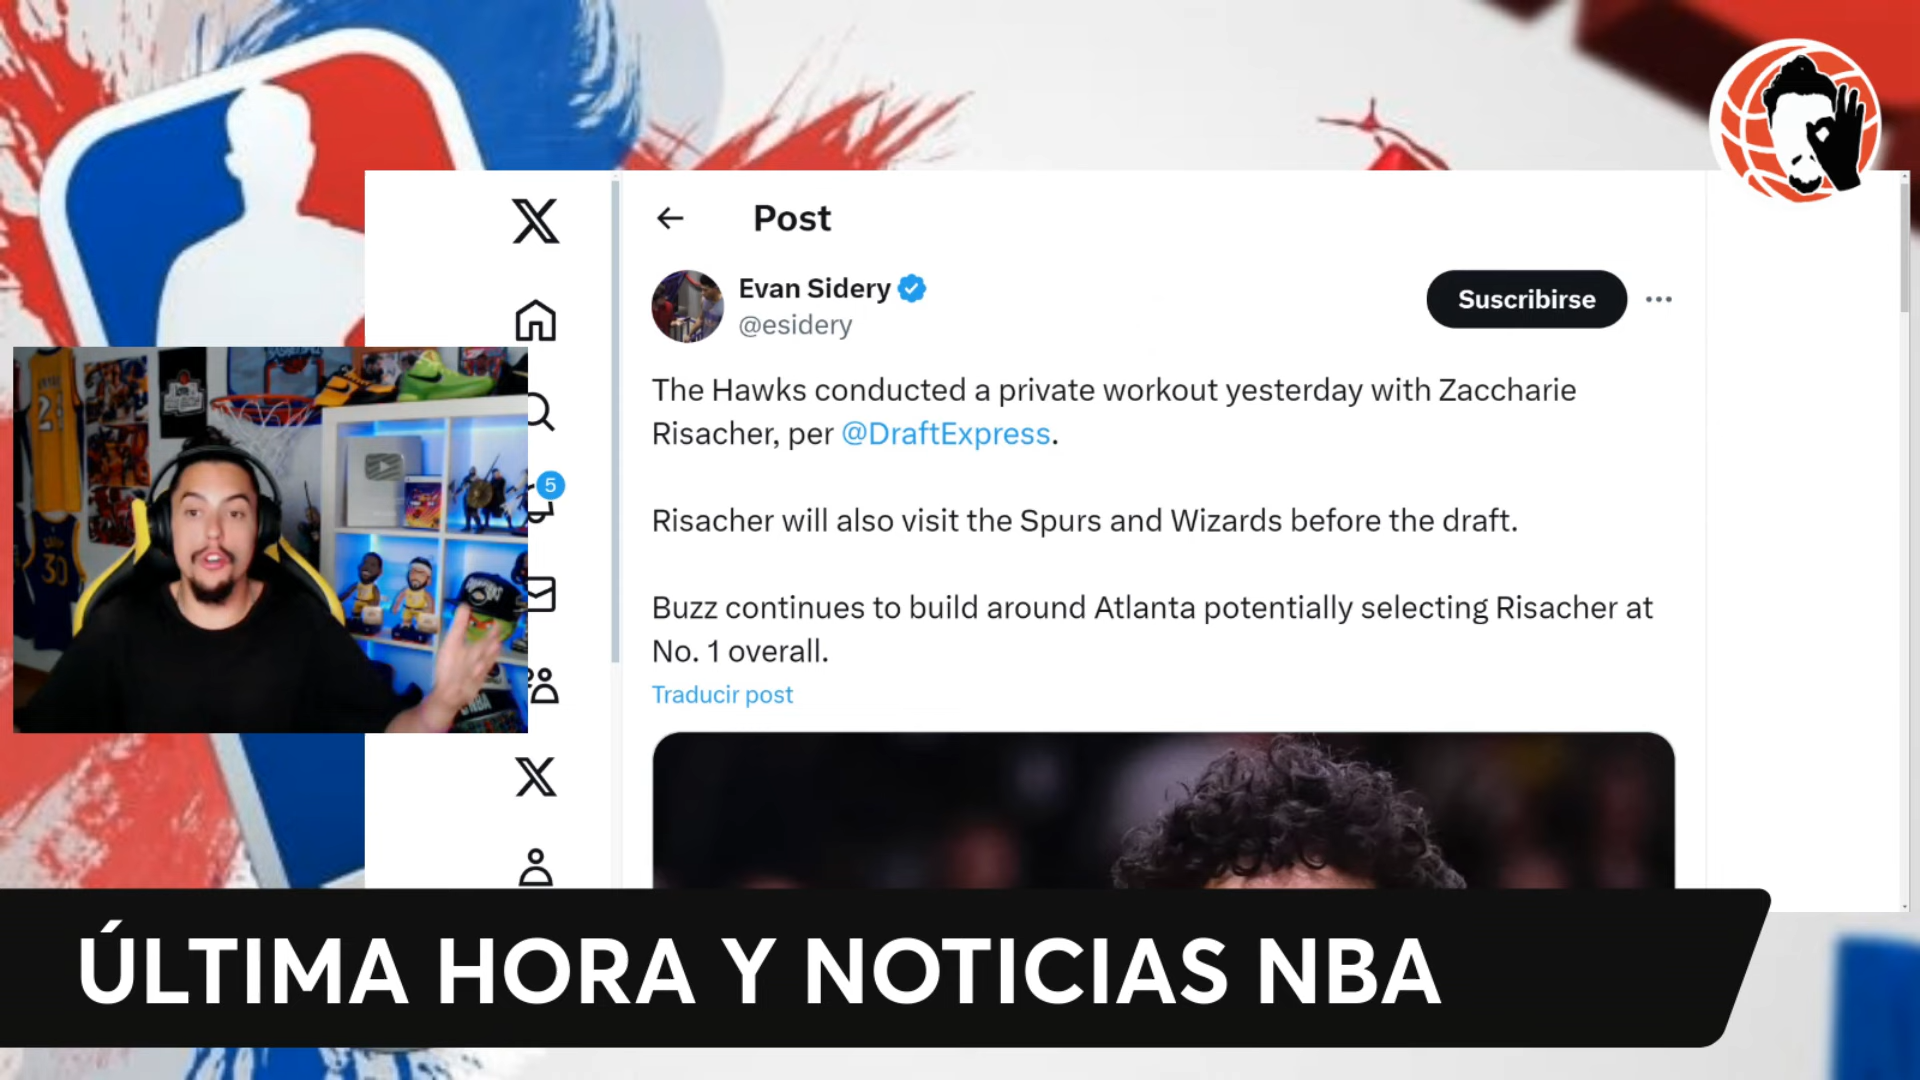 Post
Evan Sidery
@esidery
Suscribirse
The Hawks conducted a private workout yesterday with Zaccharie
Risacher, per @DraftExpress.
Risacher will also visit the Spurs and Wizards before the draft.
Buzz continues to build around Atlanta potentially selecting Risacher at
No. 1 overall.
Traducir post
5
30
ÚLTIMA HORA Y NOTICIAS NBA